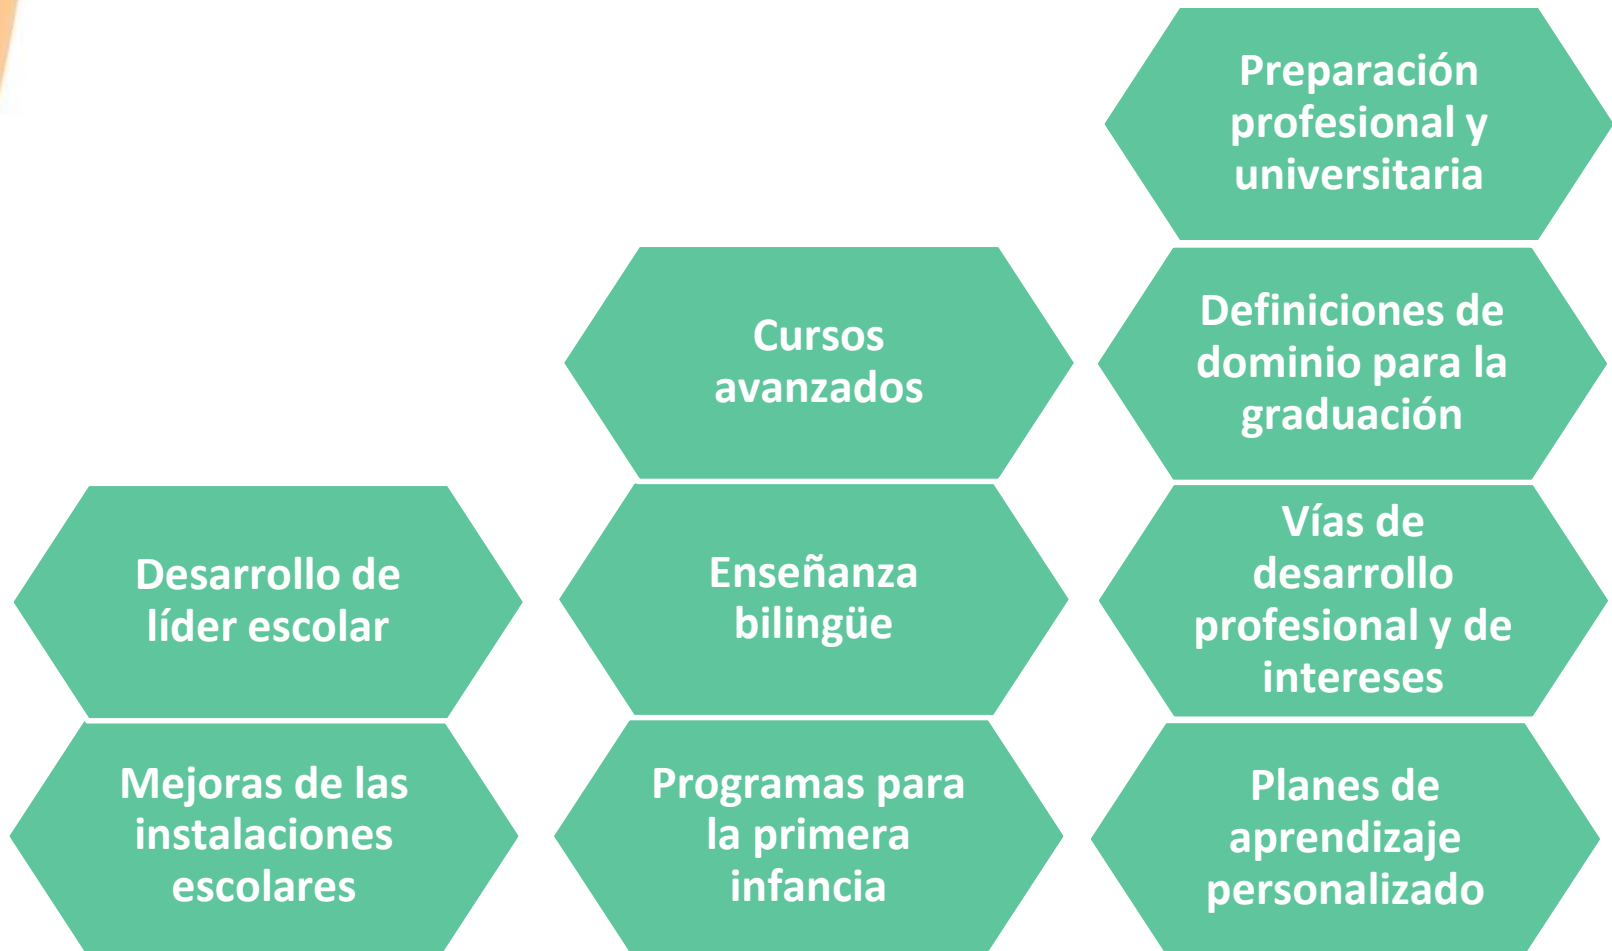 Preparación
profesional y
universitaria
Cursos
avanzados
Definiciones de
dominio para la
graduación
Desarrollo de
líder escolar
Enseñanza
bilingüe
Vías de
desarrollo
profesional y de
intereses
Mejoras de las
instalaciones
escolares
Programas para
la primera
infancia
Planes de
aprendizaje
personalizado